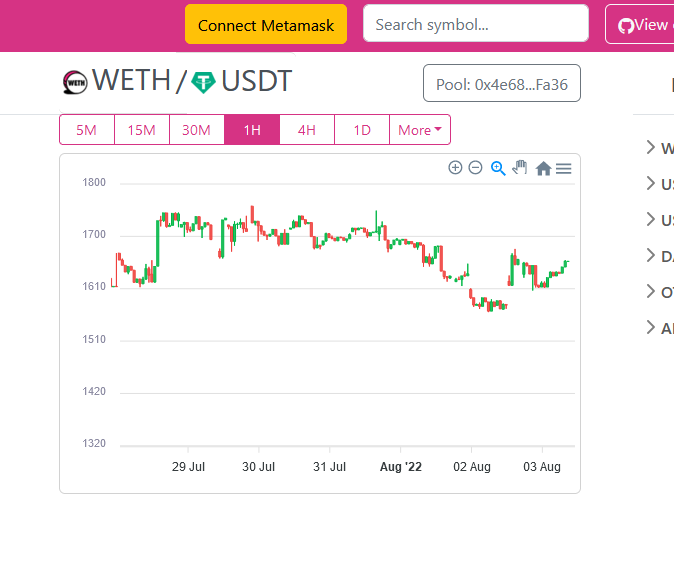 Connect Metamask
Search symbol...
View
WETH
WETH / USDT
Pool: 0x4e68...Fa36
5M
15M
30M
1H
4H
1D
More
1800
1700
1610
1510
1420
1320
29 Jul
30 Jul
31 Jul
Aug '22
02 Aug
03 Aug